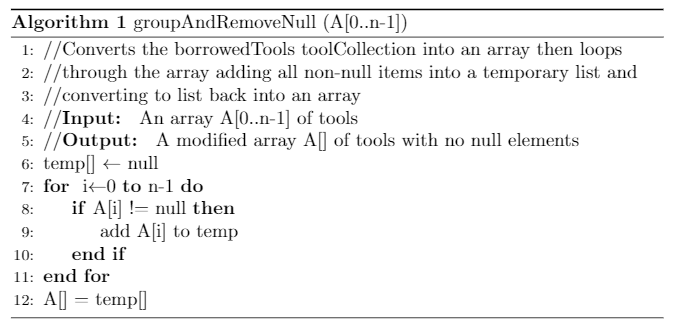 Algorithm 1 groupAndRemoveNull (A[0..n-1])
1: //Converts the borrowedTools toolCollection into an array then loops
2: //through the array adding all non-null items into a temporary list and
3: //converting to list back into an array
4: //Input: An array A[0..n-1] of tools
5: //Output: A modified array A[] of tools with no null elements
6: temp[] ← null
7: for i←0 to n-1 do
8: if A[i] != null then
9: add A[i] to temp
10: end if
11: end for
12: A[] = temp[]